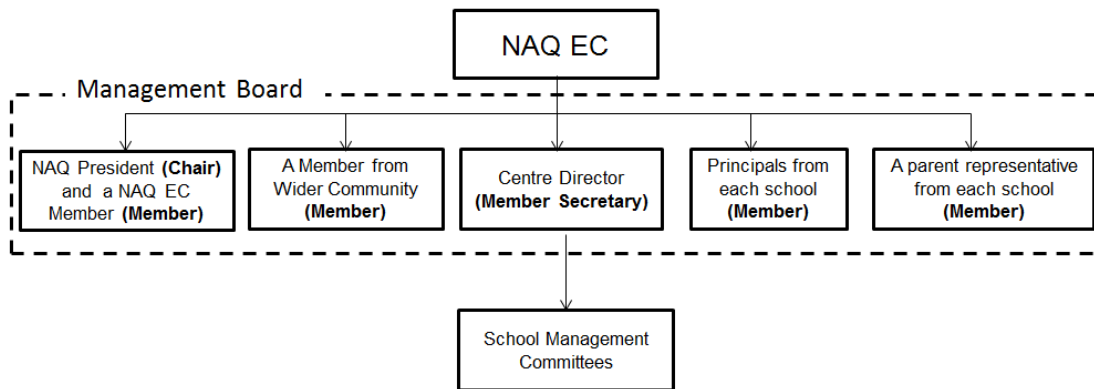 NAQ EC
Management Board
NAQ President (Chair)
and a NAQ EC
Member (Member)
A Member from
Wider Community
(Member)
Centre Director
(Member Secretary)
Principals from
each school
(Member)
A parent representative
from each school
(Member)
School Management
Committees